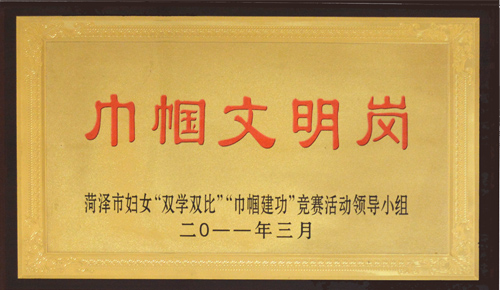 巾帼文明岗
菏泽市妇女“双学双比”“巾帼建功”竞赛活动领导小组
二0一一年三月